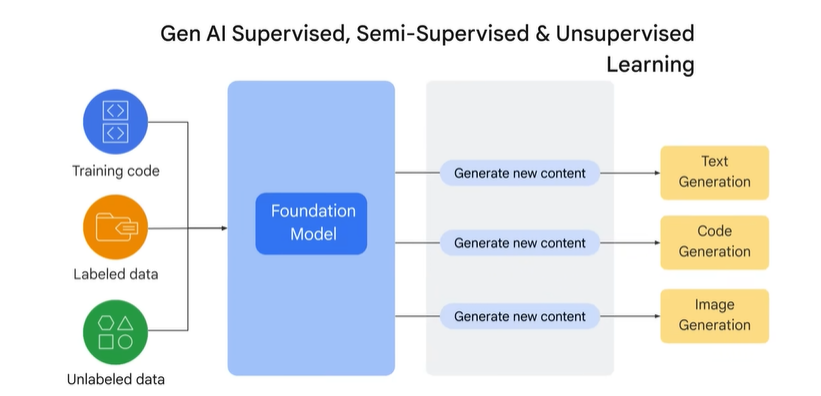 Gen AI Supervised, Semi-Supervised & Unsupervised
Learning
Training code
Labeled data
Unlabeled data
Foundation
Model
Generate new content
Generate new content
Generate new content
Text
Generation
Code
Generation
Image
Generation